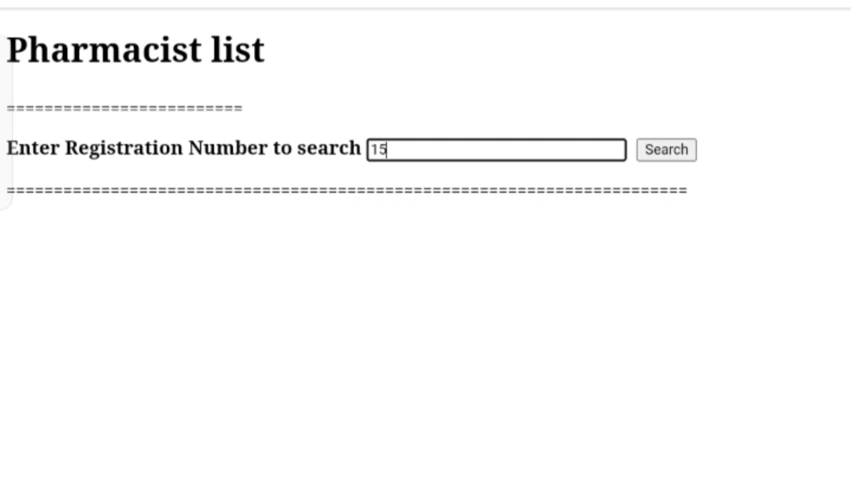 Pharmacist list
=========================
Enter Registration Number to search 15 Search
========================================================================